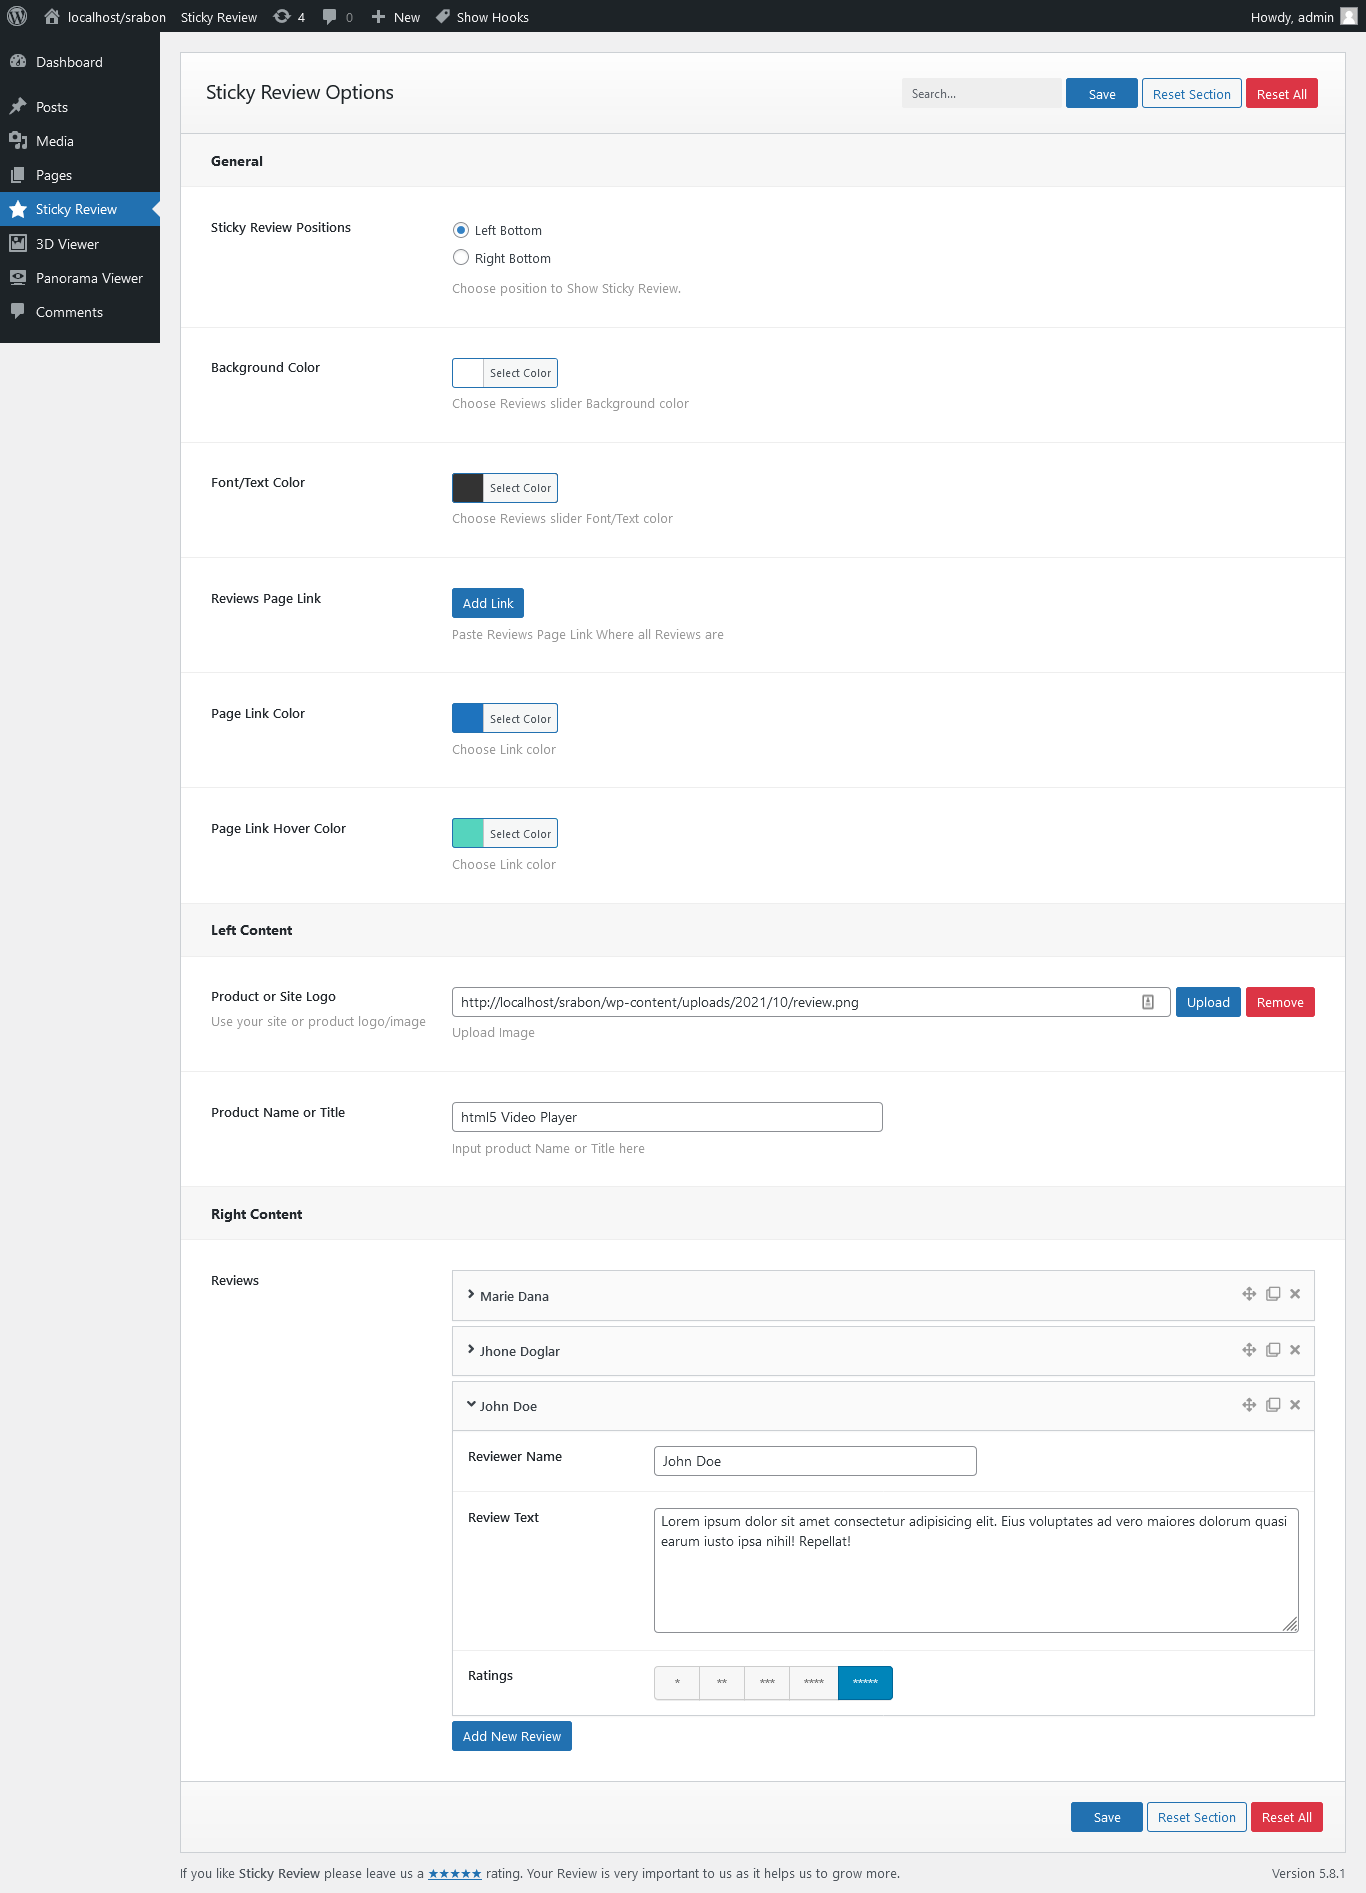 localhost/srabon Sticky Review 4 0 New Show Hooks Howdy, admin
Dashboard
Posts
Media
Pages
Sticky Review
3D Viewer
Panorama Viewer
Comments
Sticky Review Options
Search... Save Reset Section Reset All
General
Sticky Review Positions
Left Bottom
Right Bottom
Choose position to Show Sticky Review.
Background Color
Select Color
Choose Reviews slider Background color
Font/Text Color
Select Color
Choose Reviews slider Font/Text color
Reviews Page Link
Add Link
Paste Reviews Page Link Where all Reviews are
Page Link Color
Select Color
Choose Link color
Page Link Hover Color
Select Color
Choose Link color
Left Content
Product or Site Logo
Use your site or product logo/image
http://localhost/srabon/wp-content/uploads/2021/10/review.png Upload Remove
Upload Image
Product Name or Title
html5 Video Player
Input product Name or Title here
Right Content
Reviews
Marie Dana
Jhone Doglar
John Doe
Reviewer Name
John Doe
Review Text
Lorem ipsum dolor sit amet consectetur adipisicing elit. Eius voluptates ad vero maiores dolorum quasi
earum iusto ipsa nihil! Repellat!
Ratings
* ** *** **** *****
Add New Review
Save Reset Section Reset All
If you like Sticky Review please leave us a ★★★★★ rating. Your Review is very important to us as it helps us to grow more. Version 5.8.1